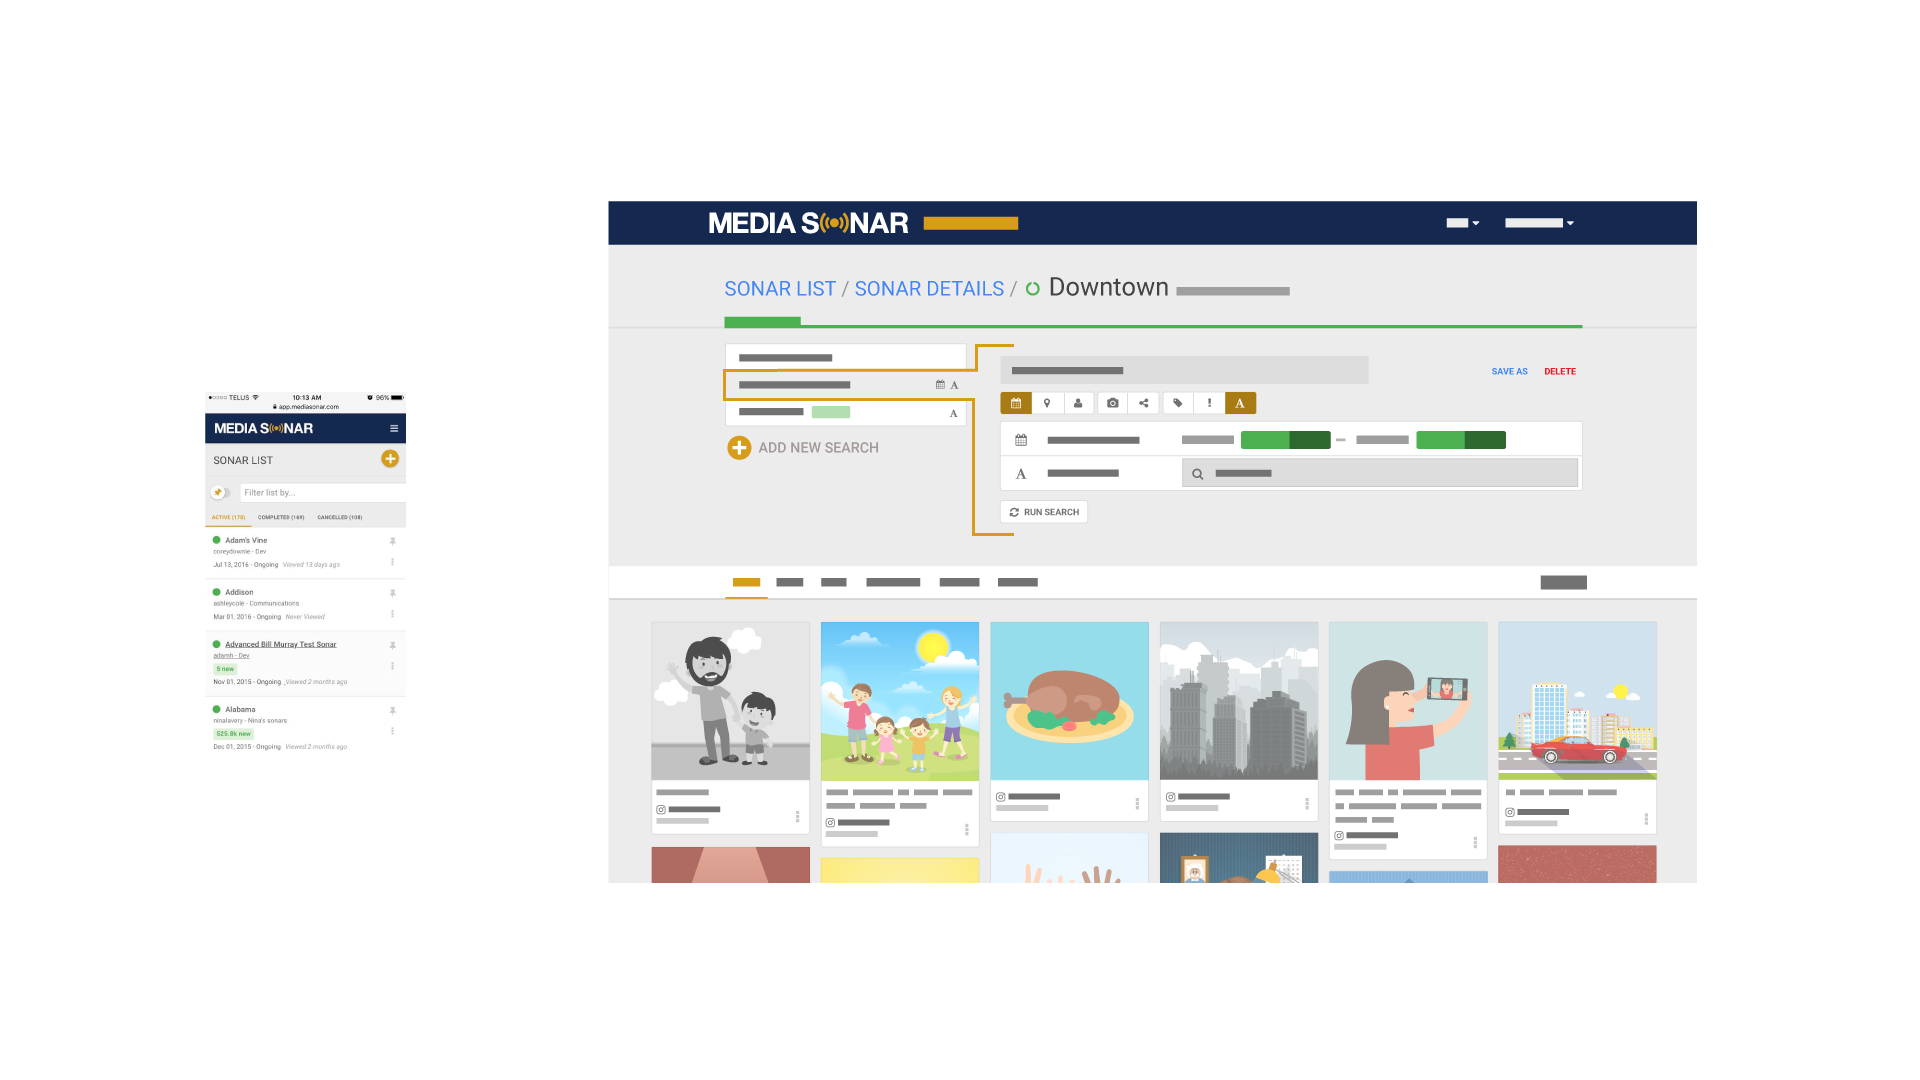 TELUS 10:13 AM 96%
app.mediasonar.com
MEDIA SONAR
SONAR LIST
Filter list by...
ACTIVE (170) COMPLETED (169) CANCELLED (108)
Adam's Vine
coreydownie - Dev
Jul 13, 2016 - Ongoing Viewed 13 days ago
Addison
ashleycole - Communications
Mar 01, 2016 - Ongoing Never Viewed
Advanced Bill Murray Test Sonar
adamh - Dev
5 new
Nov 01, 2015 - Ongoing Viewed 2 months ago
Alabama
ninalavery - Nina's sonars
525.8k new
Dec 01, 2015 - Ongoing Viewed 2 months ago
MEDIA SONAR
SONAR LIST / SONAR DETAILS / Downtown
A
A
ADD NEW SEARCH
SAVE AS DELETE
! A
A
RUN SEARCH